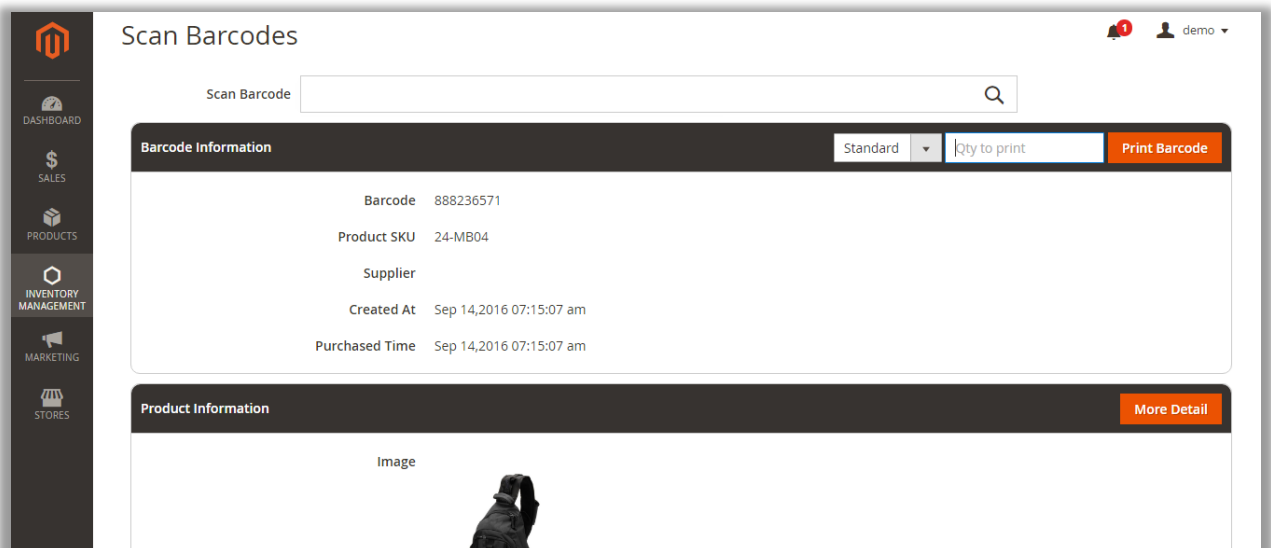 Scan Barcodes
1
demo
Scan Barcode
DASHBOARD
$
SALES
PRODUCTS
INVENTORY
MANAGEMENT
MARKETING
STORES
Barcode Information
Standard
Qty to print
Print Barcode
Barcode 888236571
Product SKU 24-MB04
Supplier
Created At Sep 14,2016 07:15:07 am
Purchased Time Sep 14,2016 07:15:07 am
Product Information
More Detail
Image